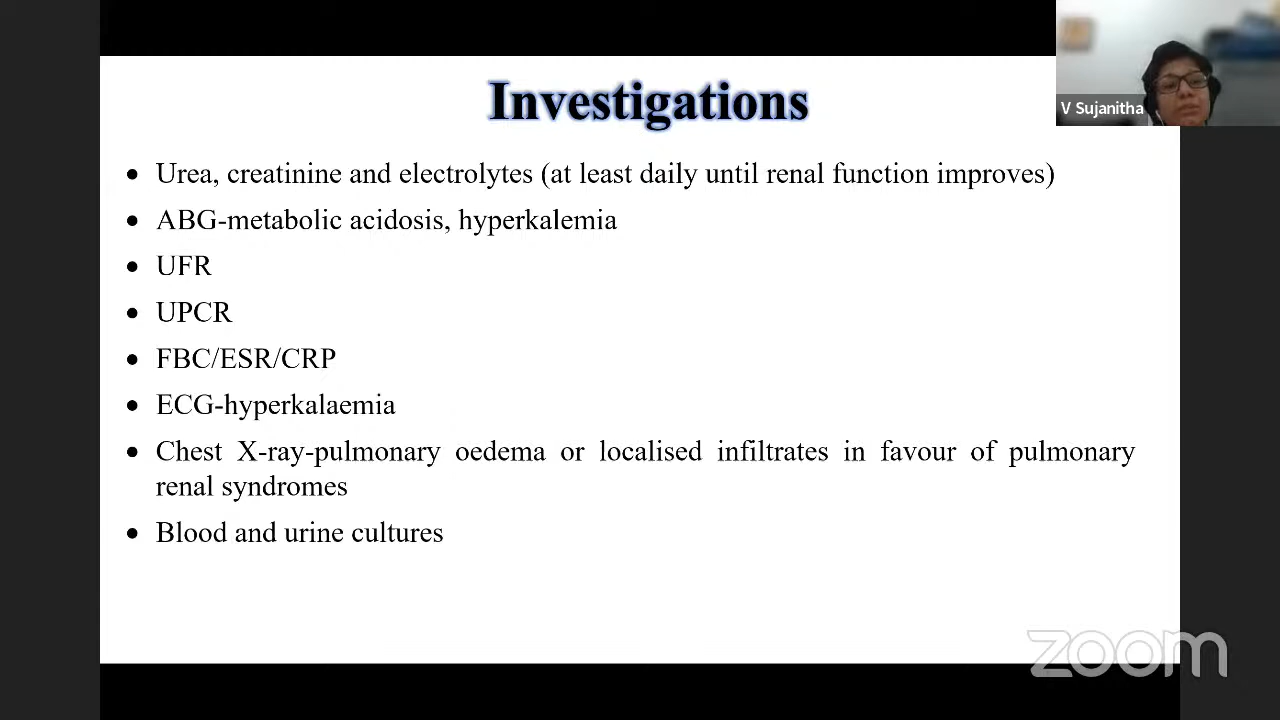 Investigations
V Sujanitha
• Urea, creatinine and electrolytes (at least daily until renal function improves)
• ABG-metabolic acidosis, hyperkalemia
• UFR
• UPCR
• FBC/ESR/CRP
• ECG-hyperkalaemia
• Chest X-ray-pulmonary oedema or localised infiltrates in favour of pulmonary
renal syndromes
• Blood and urine cultures
zoom